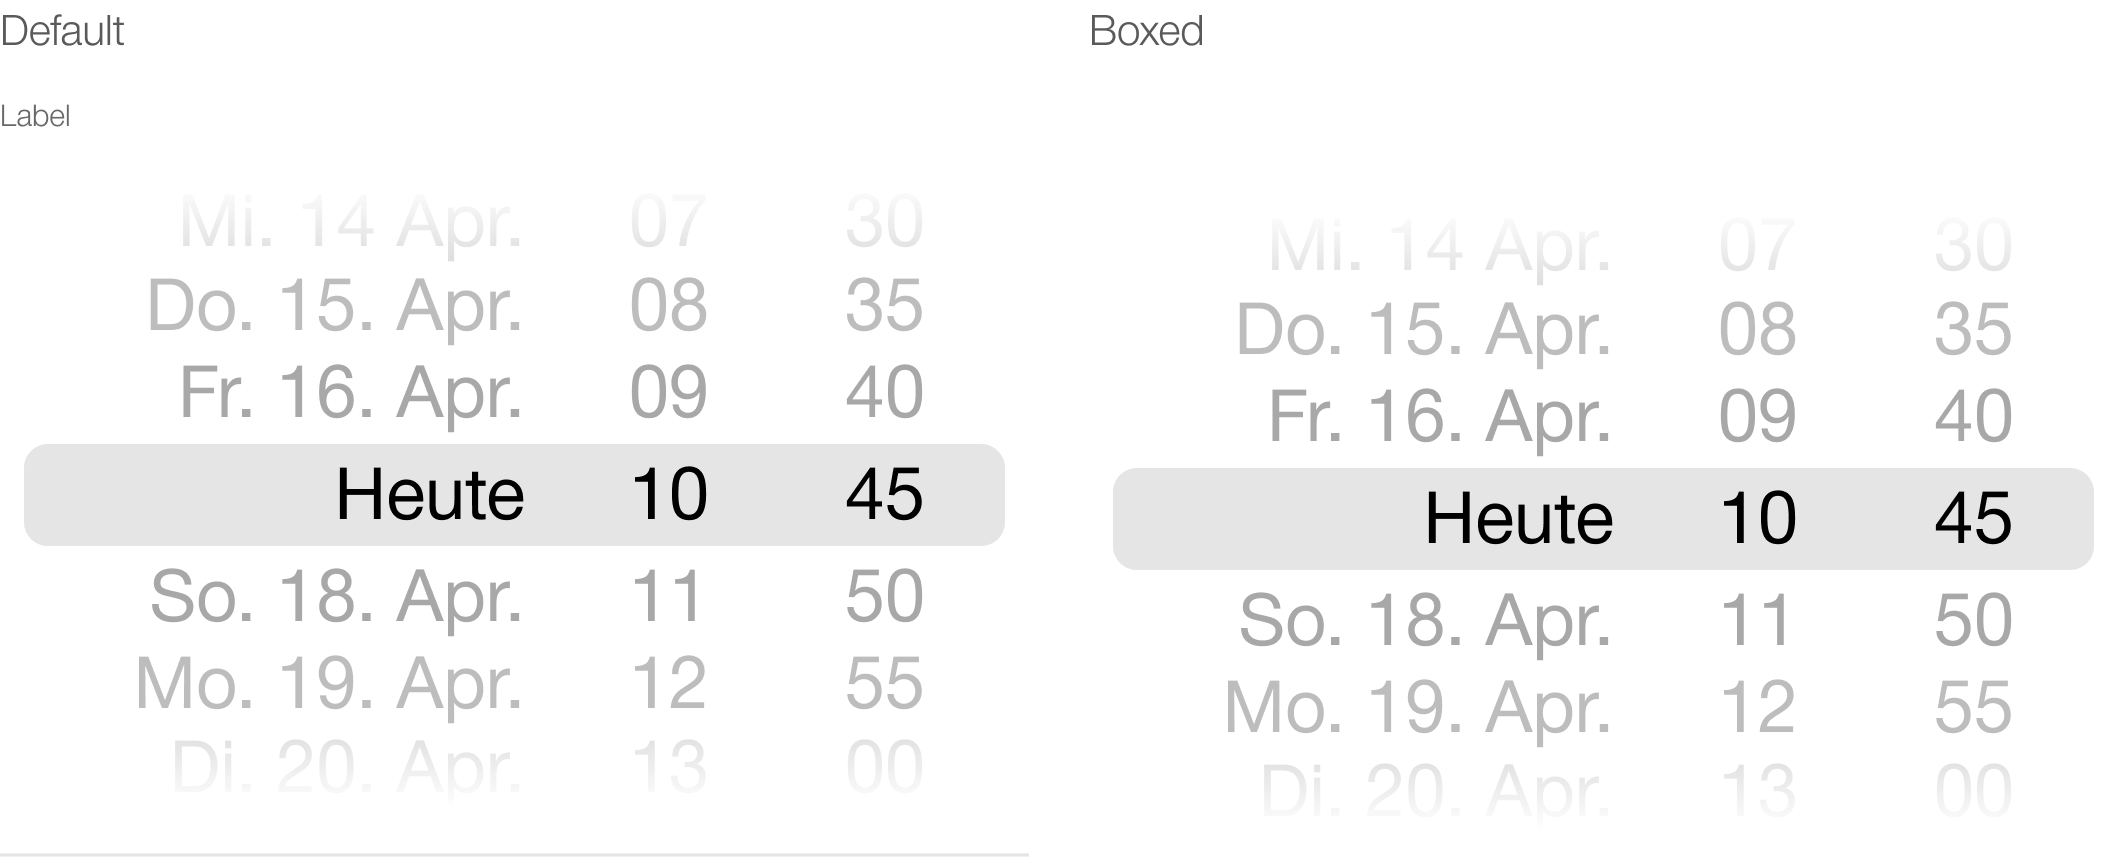 Default
Label
Mi. 14 Apr. 07 30
Do. 15. Apr. 08 35
Fr. 16. Apr. 09 40
Heute 10 45
So. 18. Apr. 11 50
Mo. 19. Apr. 12 55
Di. 20. Apr. 13 00
Boxed
Mi. 14 Apr. 07 30
Do. 15. Apr. 08 35
Fr. 16. Apr. 09 40
Heute 10 45
So. 18. Apr. 11 50
Mo. 19. Apr. 12 55
Di. 20. Apr. 13 00